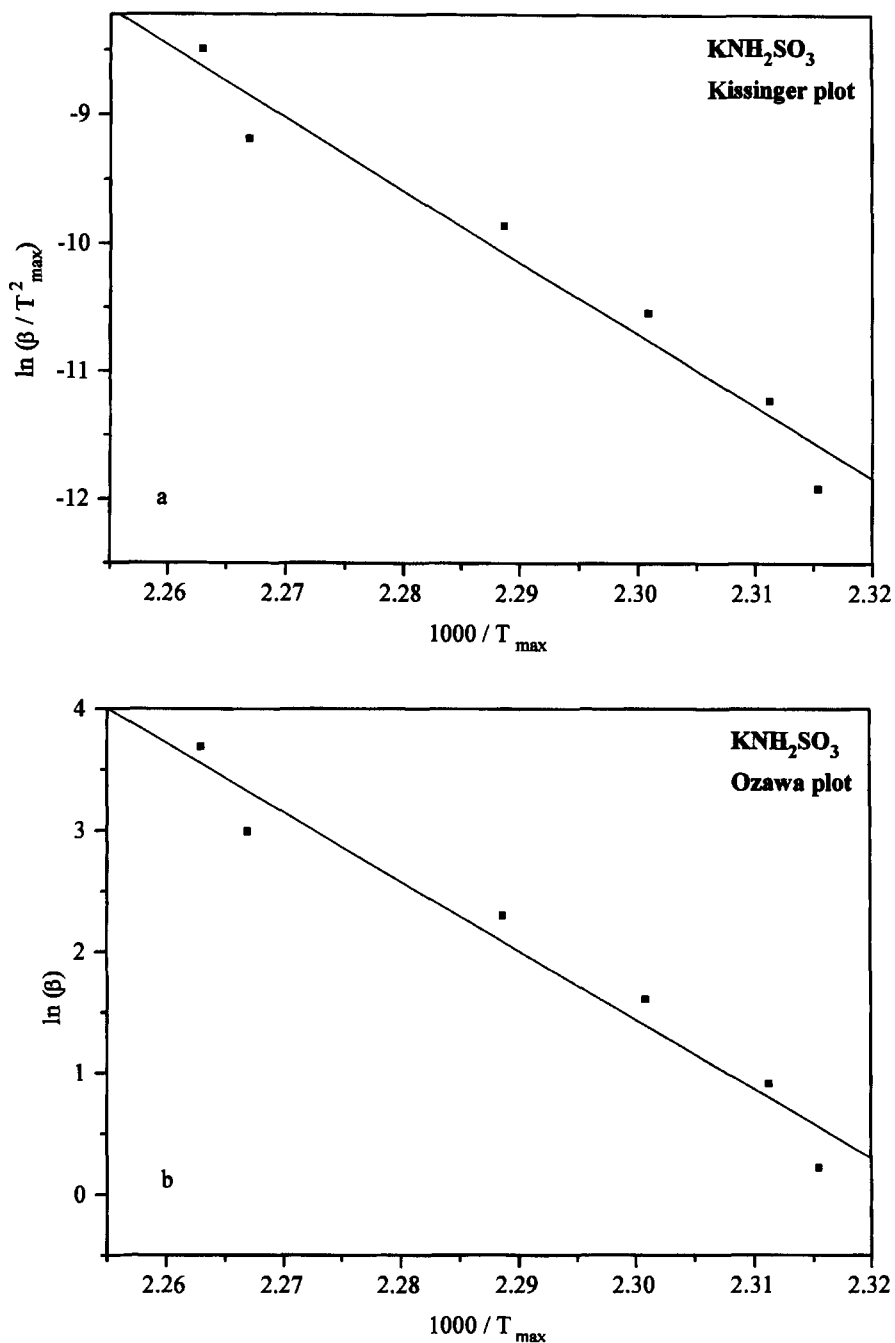 KNH₂SO₃
Kissinger plot
-9
-10
-11
-12
ln (β / T²max)
a
2.26 2.27 2.28 2.29 2.30 2.31 2.32
1000 / T max
KNH₂SO₃
Ozawa plot
4
3
2
1
0
ln (β)
b
2.26 2.27 2.28 2.29 2.30 2.31 2.32
1000 / T max